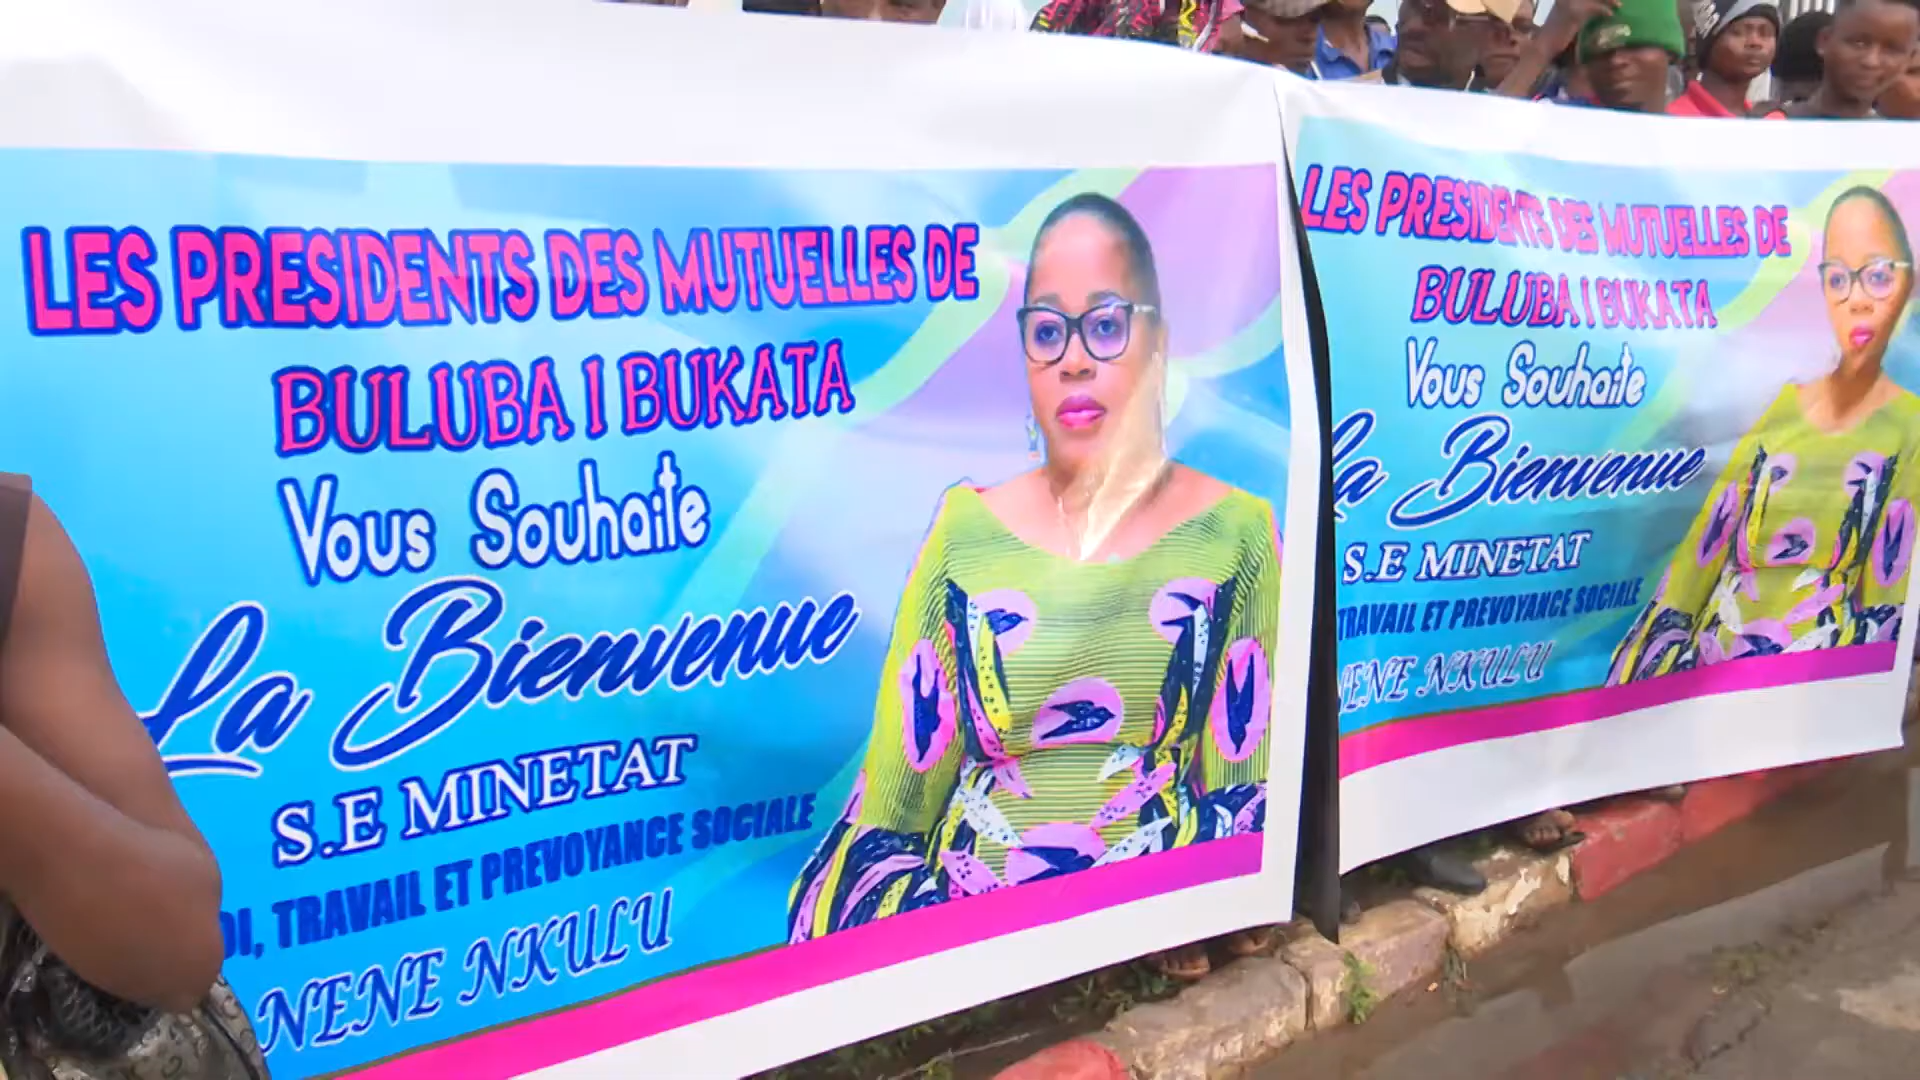 LES PRESIDENTS DES MUTUELLES DE
BULUBA I BUKATA
Vous Souhaite
La Bienvenue
S.E MINETAT
DI, TRAVAIL ET PREVOYANCE SOCIALE
NENE NKULU
LES PRESIDENTS DES MUTUELLES DE
BULUBA I BUKATA
Vous Souhaite
La Bienvenue
S.E MINETAT
TRAVAIL ET PREVOYANCE SOCIALE
NENE NKULU